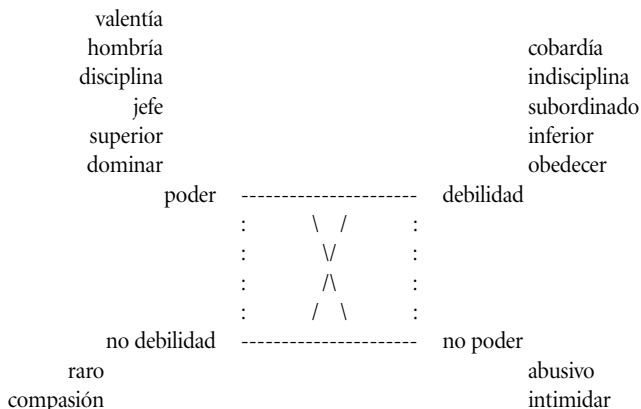 valentía
hombría cobardía
disciplina indisciplina
jefe subordinado
superior inferior
dominar obedecer
poder ---------------------- debilidad
: \ / :
: \/ :
: /\ :
: / \ :
no debilidad ---------------------- no poder
raro abusivo
compasión intimidar